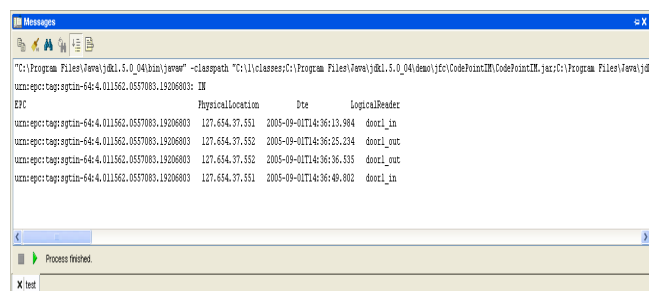 Messages
"C:\Program Files\Java\jdk1.5.0_04\bin\javaw" -classpath "C:\1\classes;C:\Program Files\Java\jdk1.5.0_04\demo\jfc\CodePointIM\CodePointIM.jar;C:\Program Files\Java\jd
urn:epc:tag:sgtin-64:4.011562.0557083.19206803: IN
EPC PhysicalLocation Dte LogicalReader
urn:epc:tag:sgtin-64:4.011562.0557083.19206803 127.654.37.551 2005-09-01T14:36:13.984 door1_in
urn:epc:tag:sgtin-64:4.011562.0557083.19206803 127.654.37.552 2005-09-01T14:36:25.234 door1_out
urn:epc:tag:sgtin-64:4.011562.0557083.19206803 127.654.37.552 2005-09-01T14:36:36.535 door1_out
urn:epc:tag:sgtin-64:4.011562.0557083.19206803 127.654.37.551 2005-09-01T14:36:49.802 door1_in
Process finished.
test